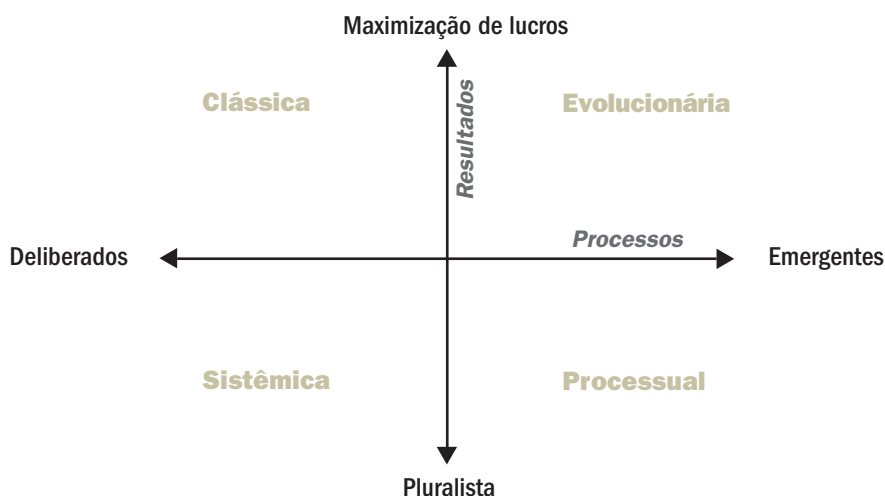 Maximização de lucros
Clássica
Resultados
Evolucionária
Processos
Deliberados
Emergentes
Sistêmica
Processual
Pluralista